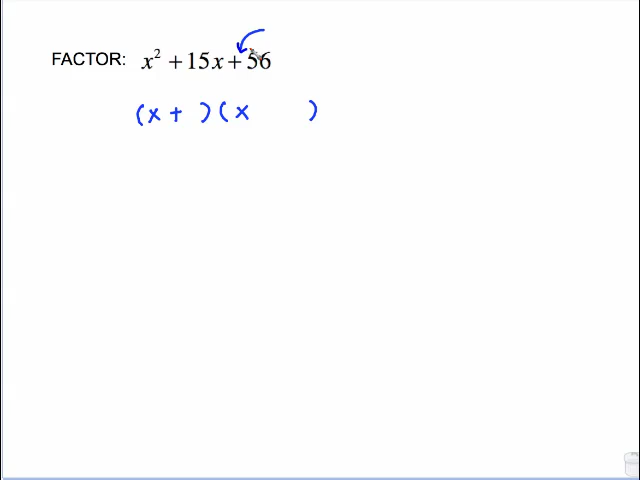 FACTOR: x² + 15x + 56
(x + ) (x )